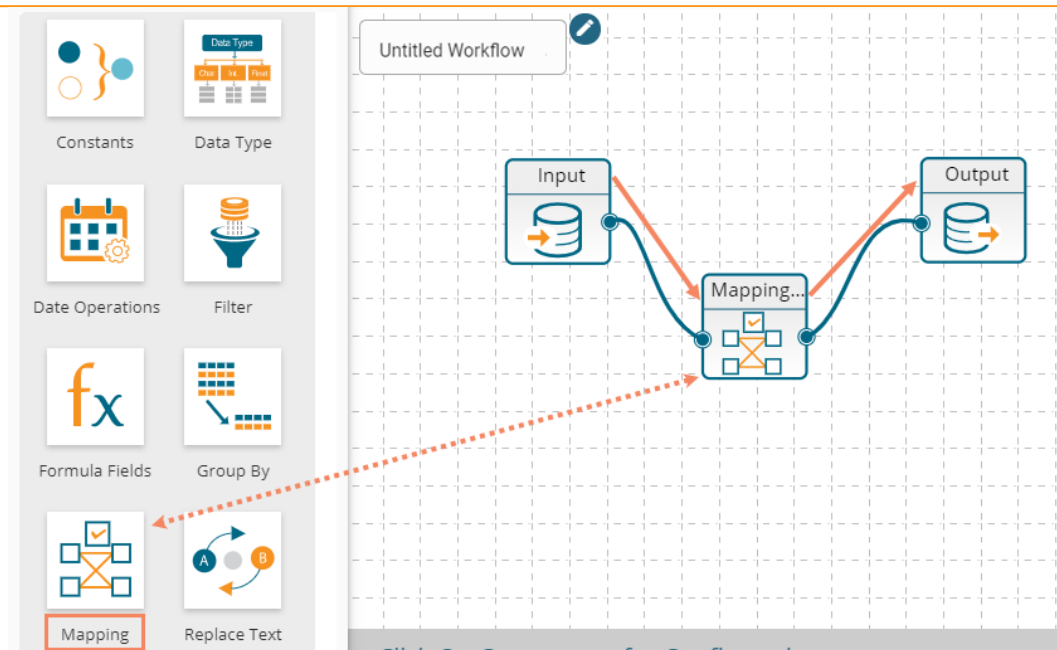 Data Type
Char Int. Float
Constants Data Type
Date Operations Filter
fx
Formula Fields Group By
A B
Mapping Replace Text
Untitled Workflow
Input
Output
Mapping...